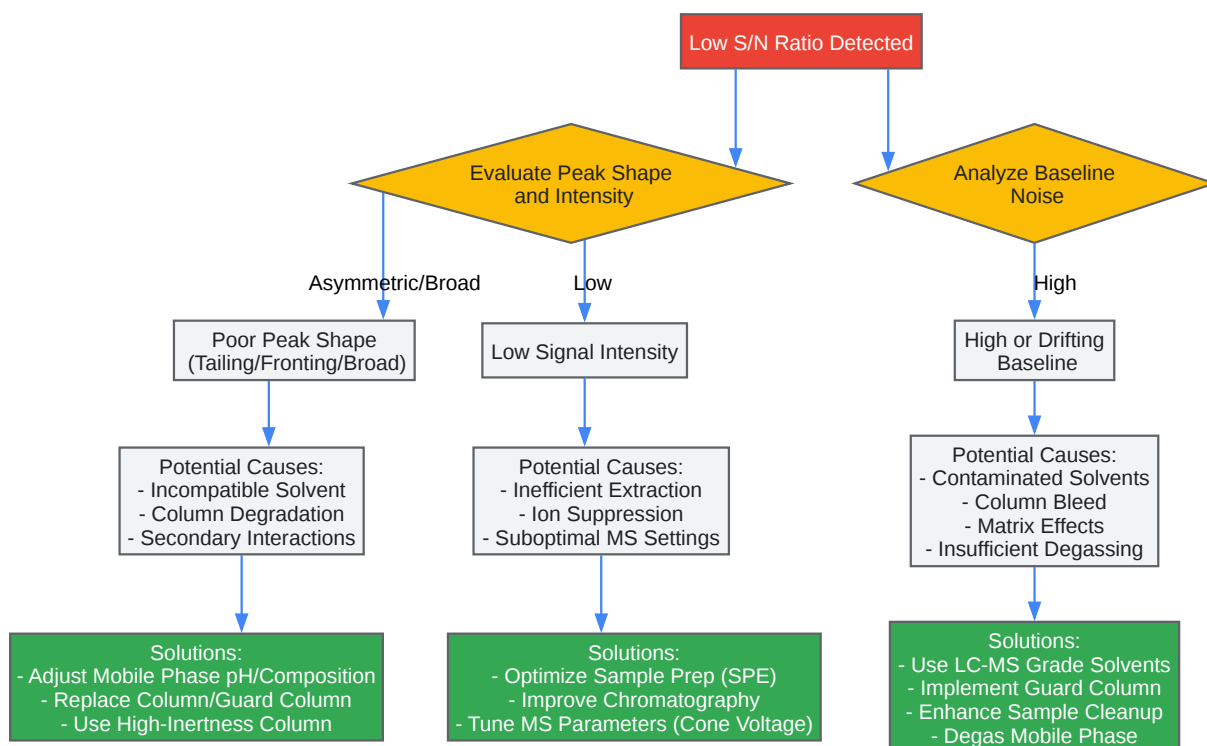 Low S/N Ratio Detected
Evaluate Peak Shape
and Intensity
Analyze Baseline
Noise
Asymmetric/Broad
Low
High
Poor Peak Shape
(Tailing/Fronting/Broad)
Low Signal Intensity
High or Drifting
Baseline
Potential Causes:
- Incompatible Solvent
- Column Degradation
- Secondary Interactions
Potential Causes:
- Inefficient Extraction
- Ion Suppression
- Suboptimal MS Settings
Potential Causes:
- Contaminated Solvents
- Column Bleed
- Matrix Effects
- Insufficient Degassing
Solutions:
- Adjust Mobile Phase pH/Composition
- Replace Column/Guard Column
- Use High-Inertness Column
Solutions:
- Optimize Sample Prep (SPE)
- Improve Chromatography
- Tune MS Parameters (Cone Voltage)
Solutions:
- Use LC-MS Grade Solvents
- Implement Guard Column
- Enhance Sample Cleanup
- Degas Mobile Phase